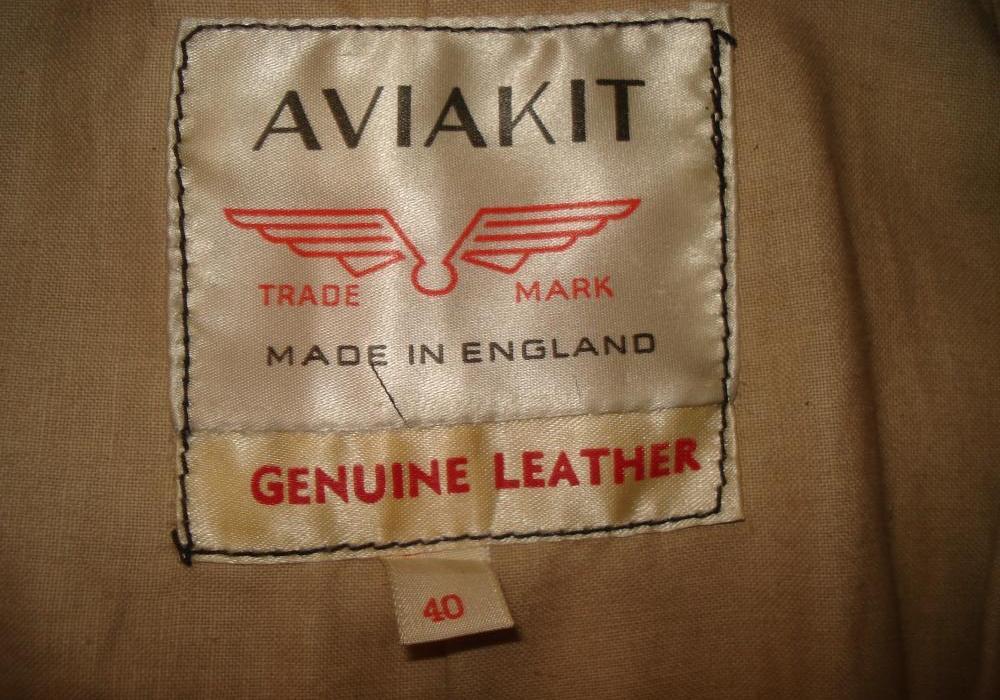 AVIAKIT
TRADE MARK
MADE IN ENGLAND
GENUINE LEATHER
40